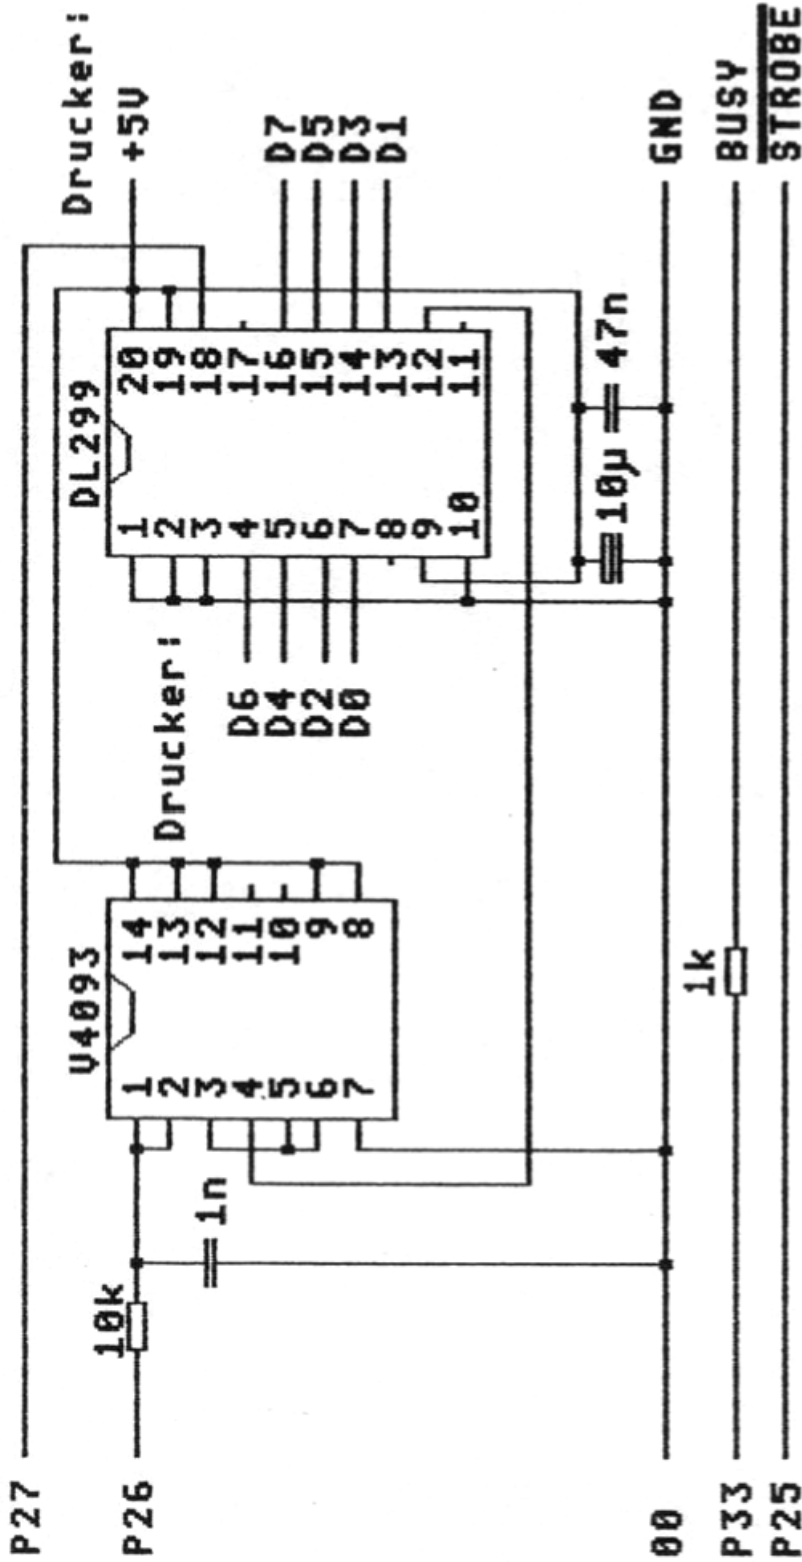 P27
P26
10k
1n
V4093
1
2
3
4
5
6
7
14
13
12
11
10
9
8
Drucker:
D6
D4
D2
D0
DL299
1
2
3
4
5
6
7
8
9
10
20
19
18
17
16
15
14
13
12
11
Drucker:
+5V
D7
D5
D3
D1
10µ
47n
00
GND
P33
1k
BUSY
P25
STROBE